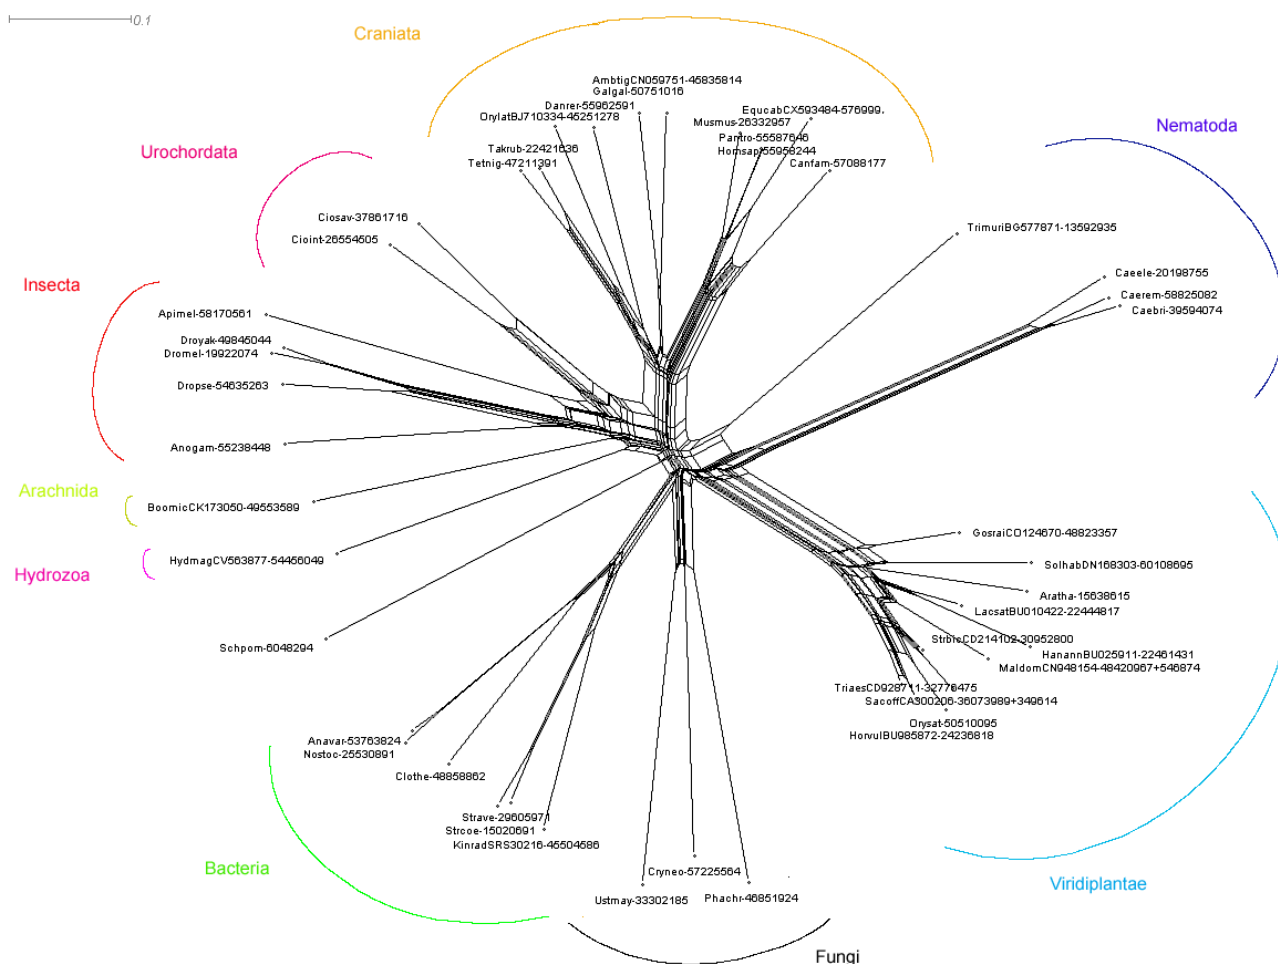 0.1
Craniata
AmbtigCN059751-45835814
Galgal-50751016
Danrer-55962591
OrylatBJ710334-45251278
EqucabCX593484-576999.
Musmus-26332957
Pantro-55587646
Homsap-55958244
Canfam-57088177
Takrub-22421636
Tetnig-47211391
Nematoda
Urochordata
Ciosav-37861716
Cioint-26554505
TrimuriBG577871-13592935
Caeele-20198755
Caerem-58825082
Caebri-39594074
Insecta
Apimel-58170561
Droyak-49845044
Dromel-19922074
Dropse-54635263
Anogam-55238448
Arachnida
BoomicCK173050-49553589
HydmagCV563877-54456049
Hydrozoa
Schpom-6048294
GosraiCO124670-48823357
SolhabDN168303-60108695
Aratha-15638615
LacsatBU010422-22444817
StrbicCD214102-30952800
HanannBU025911-22461431
MaldomCN948154-48420967+546874
TriaesCD928711-32776475
SacoffCA300206-36073989+349614
Orysat-50510095
HorvulBU985872-24236818
Anavar-53763824
Nostoc-25530891
Clothe-48858862
Strave-29605971
Strcoe-15020691
KinradSRS30216-45504586
Bacteria
Cryneo-57225564
Ustmay-33302185
Phachr-46851924
Viridiplantae
Fungi